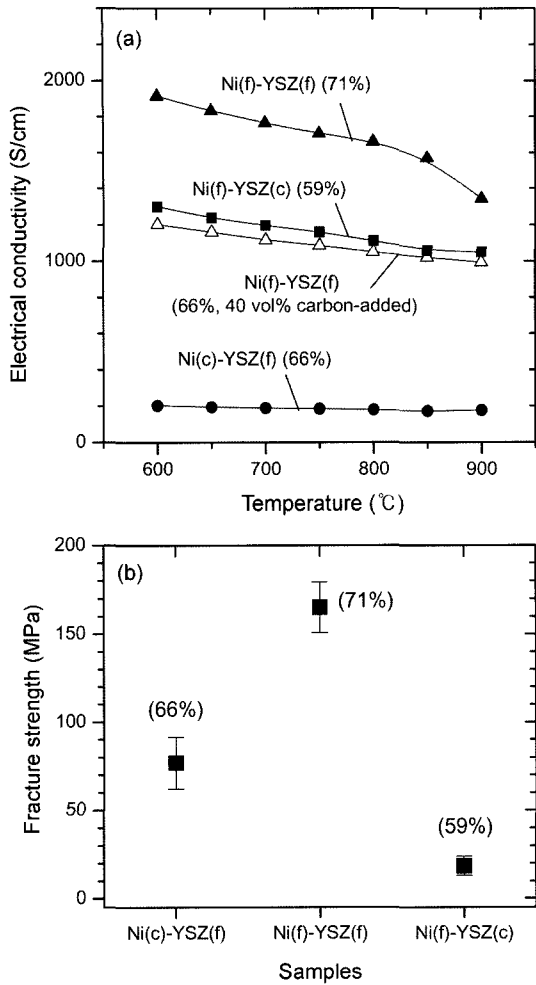 (a)
Ni(f)-YSZ(f) (71%)
2000
Electrical conductivity (S/cm)
Ni(f)-YSZ(c) (59%)
1000
Ni(f)-YSZ(f)
(66%, 40 vol% carbon-added)
Ni(c)-YSZ(f) (66%)
0
600 700 800 900
Temperature (℃)
(b)
200
(71%)
150
Fracture strength (MPa)
100
(66%)
50
(59%)
0
Ni(c)-YSZ(f) Ni(f)-YSZ(f) Ni(f)-YSZ(c)
Samples